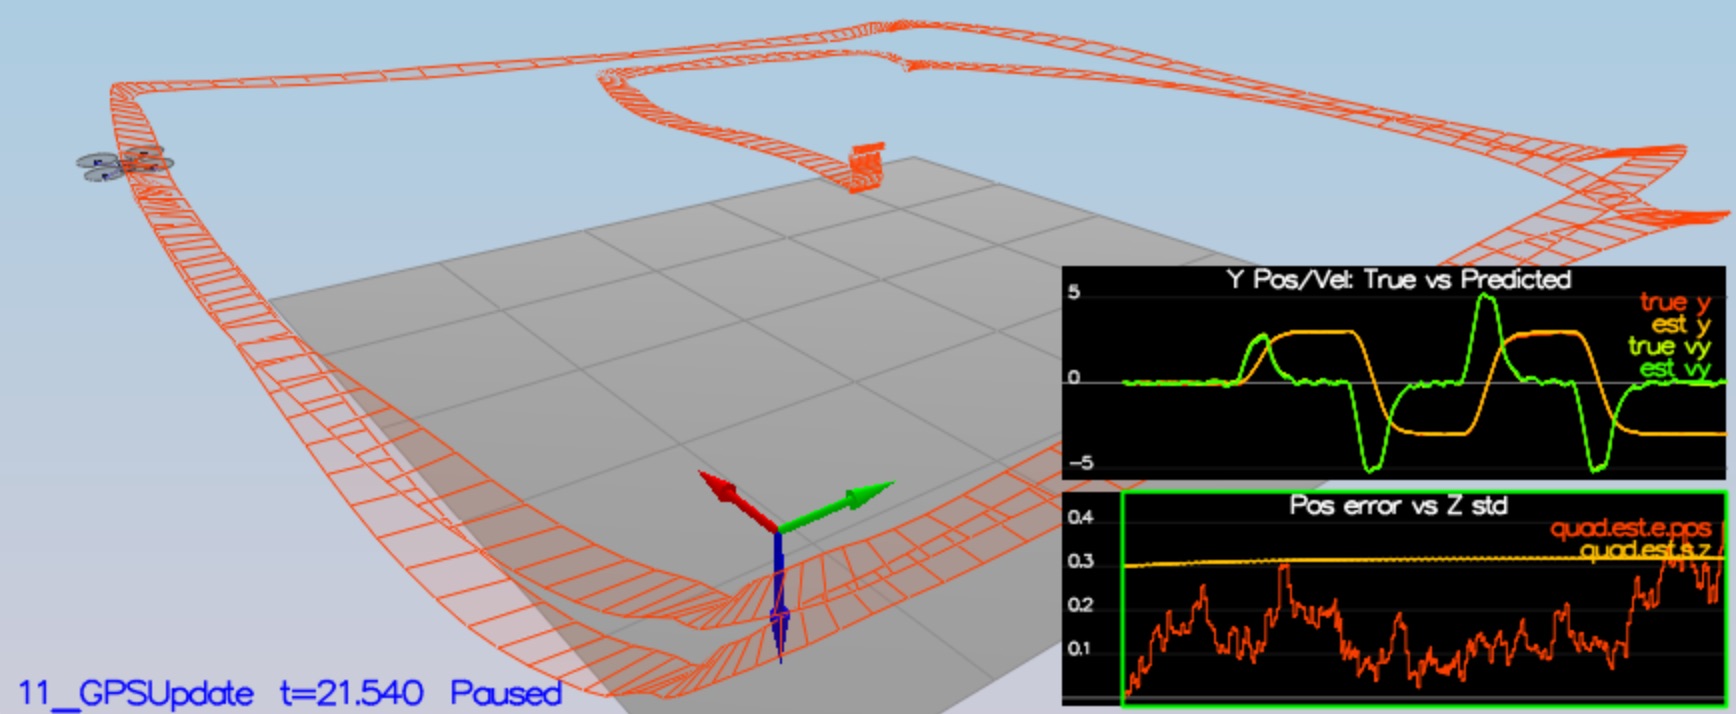 Y Pos/Vel: True vs Predicted
5
true y
est y
true vy
est vy
0
-5
Pos error vs Z std
0.4
quad.est.e.pos
quad.est.s.z
0.3
0.2
0.1
11_GPSUpdate t=21.540 Paused